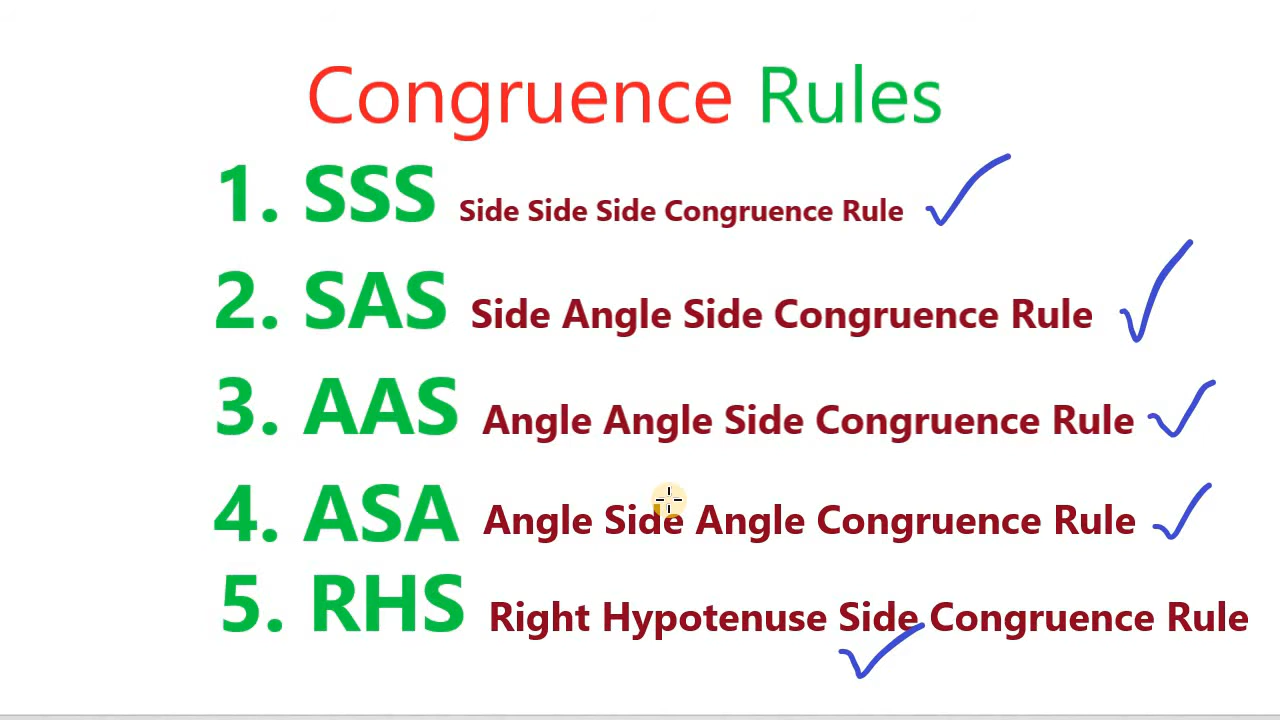 Congruence Rules
1. SSS Side Side Side Congruence Rule
2. SAS Side Angle Side Congruence Rule
3. AAS Angle Angle Side Congruence Rule
4. ASA Angle Side Angle Congruence Rule
5. RHS Right Hypotenuse Side Congruence Rule